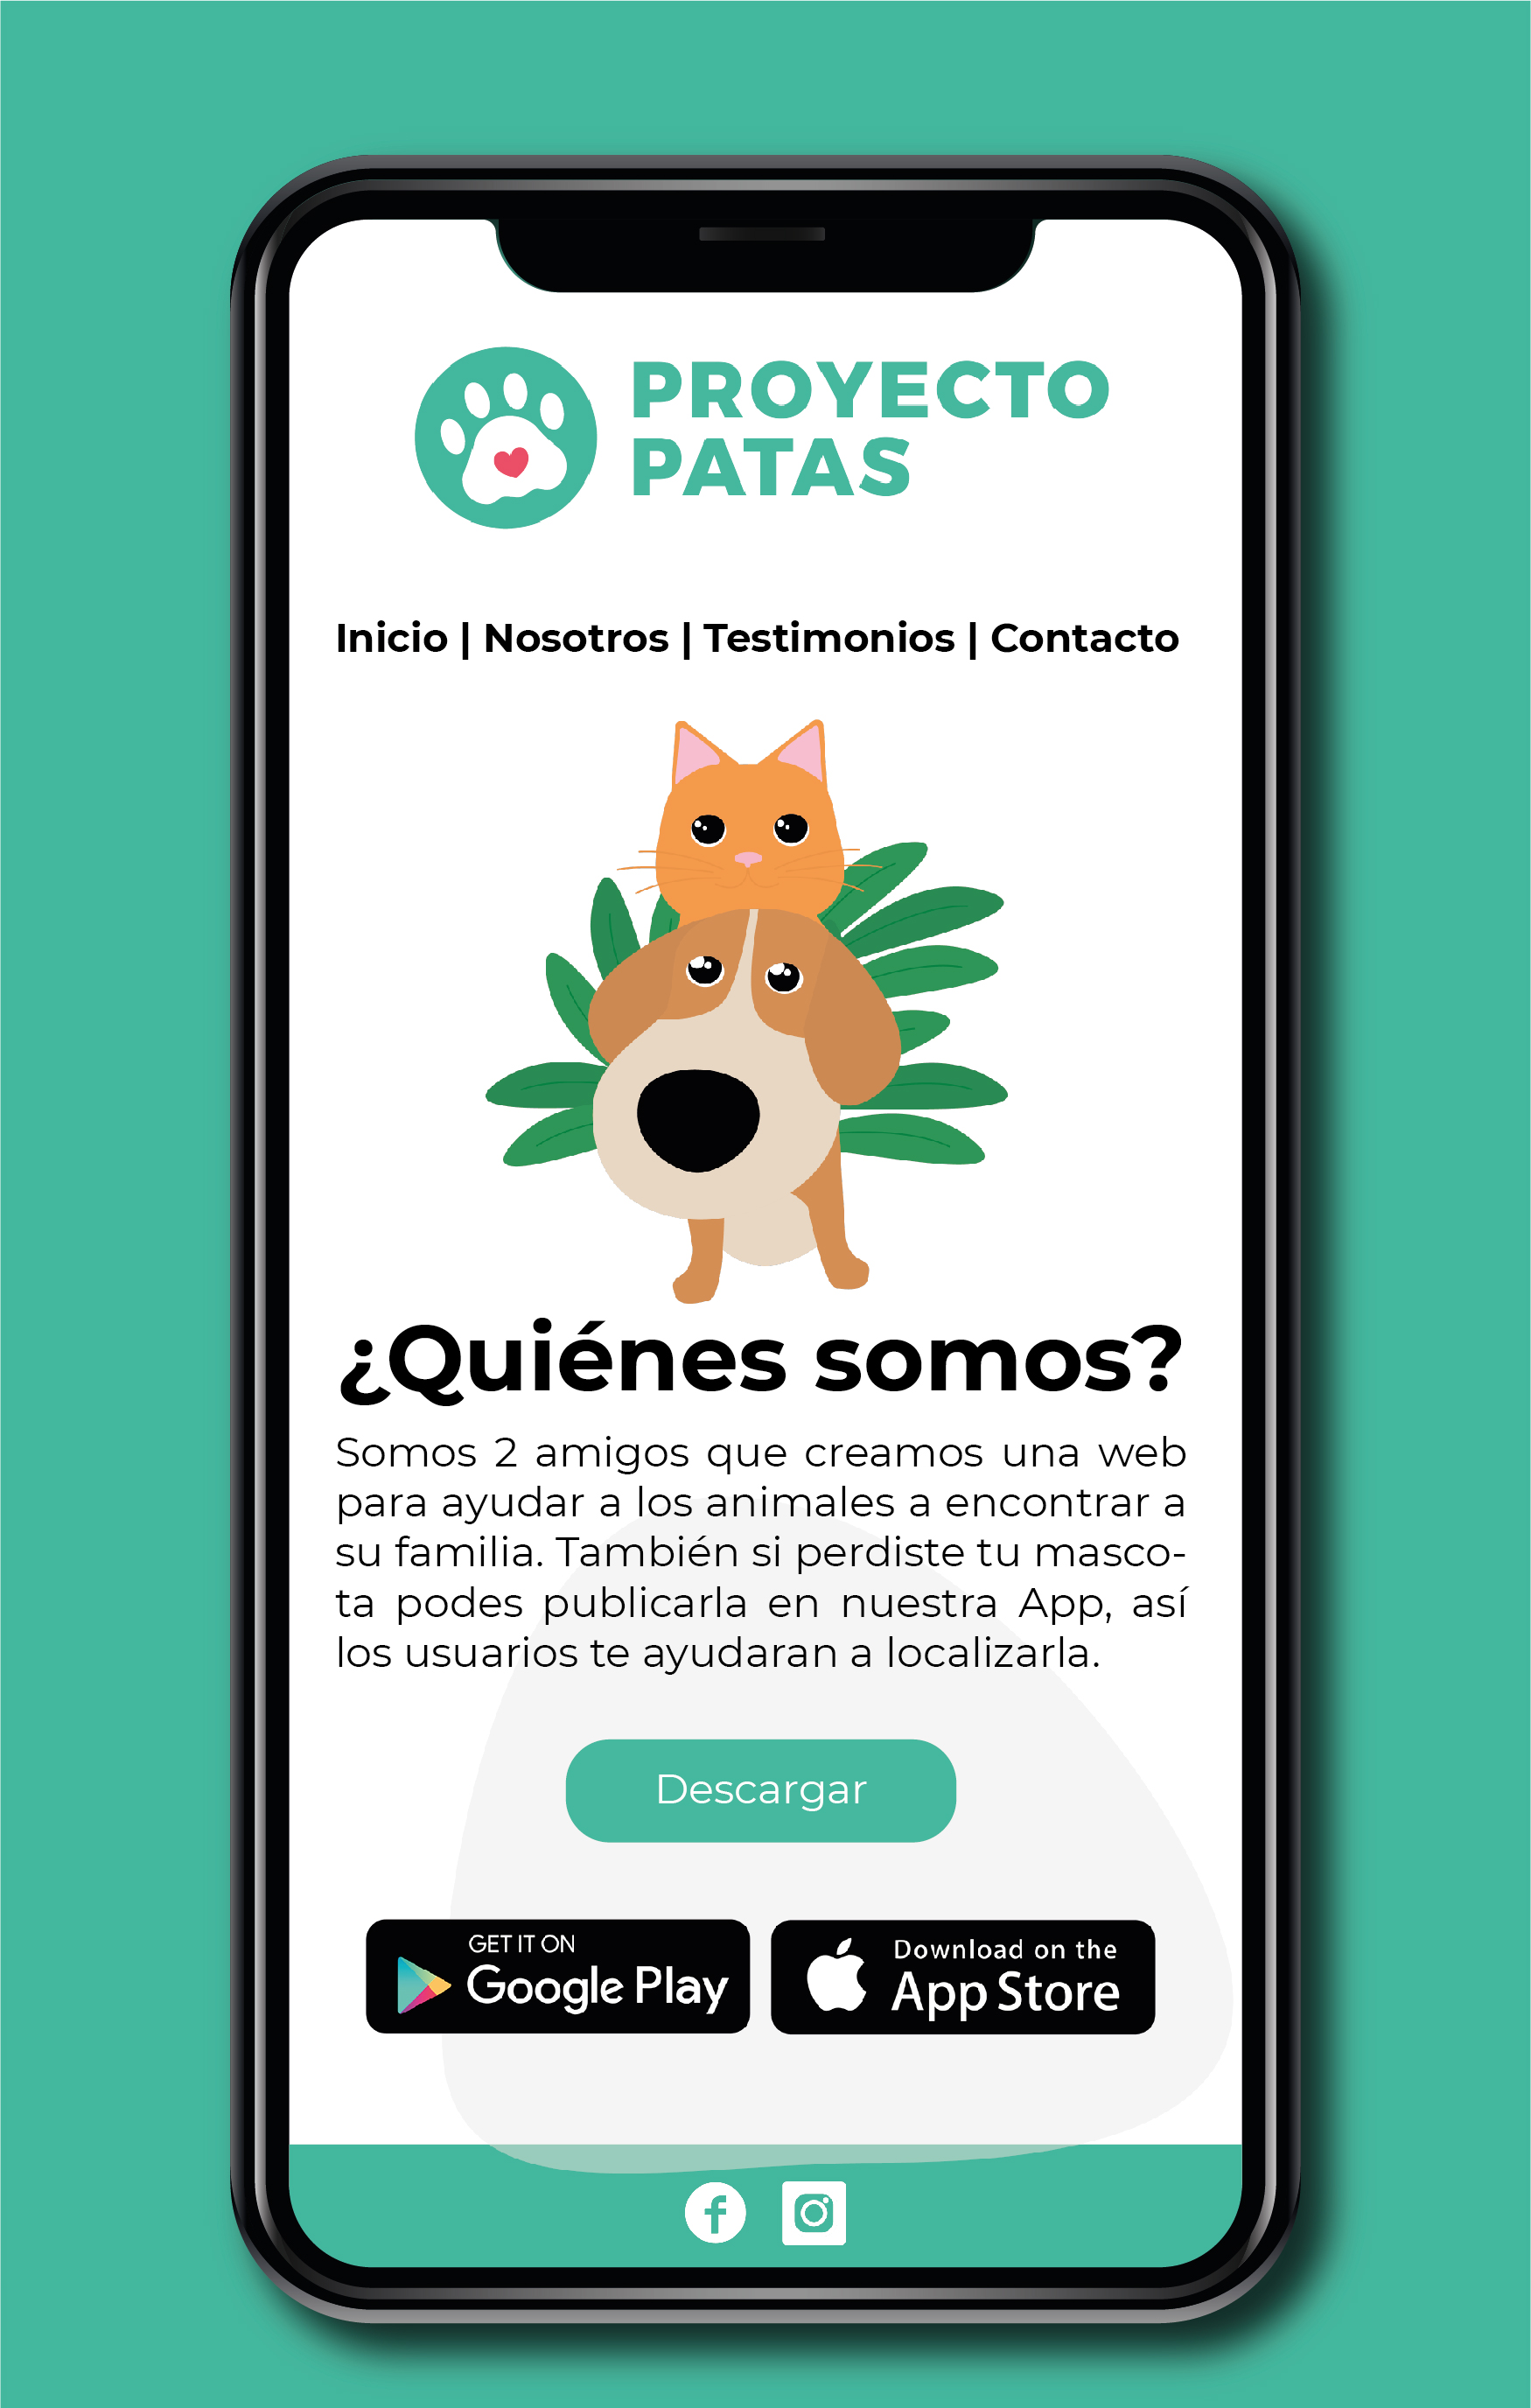 PROYECTO
PATAS
Inicio | Nosotros | Testimonios | Contacto
¿Quiénes somos?
Somos 2 amigos que creamos una web
para ayudar a los animales a encontrar a
su familia. También si perdiste tu masco-
ta podes publicarla en nuestra App, así
los usuarios te ayudaran a localizarla.
Descargar
GET IT ON
Google Play
Download on the
App Store